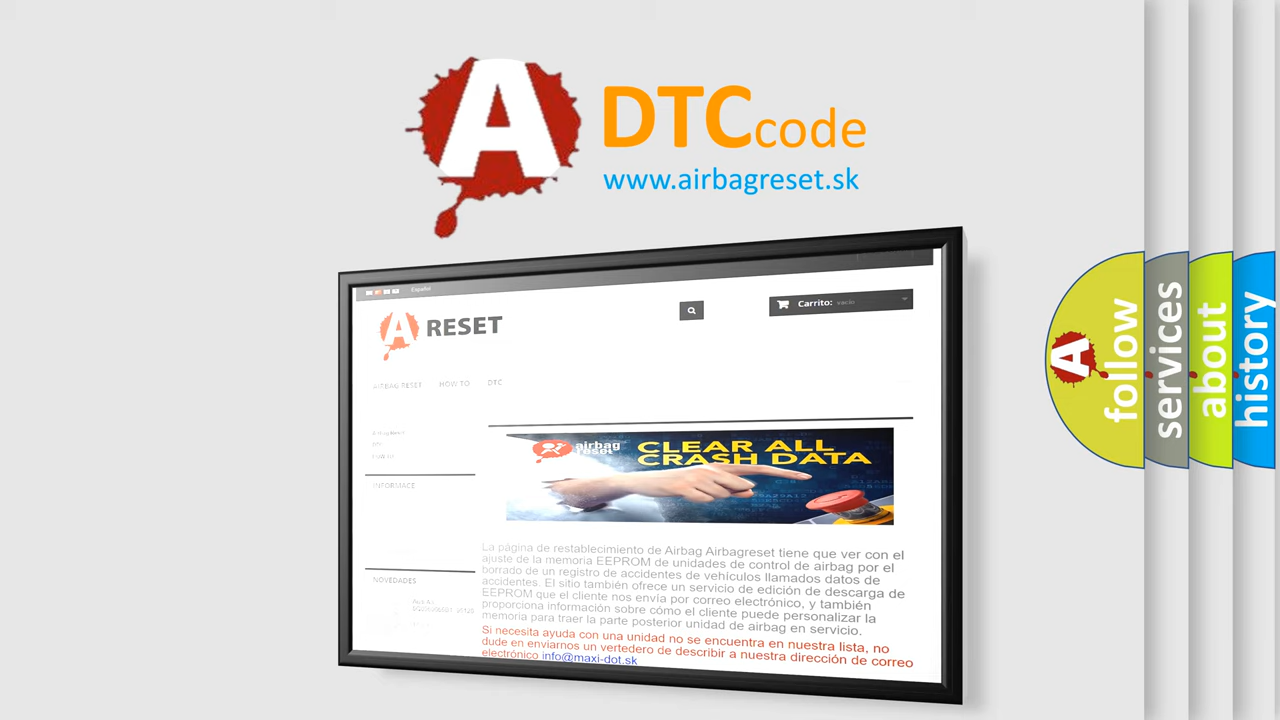 A DTCcode
www.airbagreset.sk
Español
A RESET
Carrito: vacío
AIRBAG RESET HOW TO DTC
INFORMACE
airbag
reset
CLEAR ALL
CRASH DATA
La página de restablecimiento de Airbag Airbagreset tiene que ver con el
ajuste de la memoria EEPROM de unidades de control de airbag por el
borrado de un registro de accidentes de vehículos llamados datos de
accidentes. El sitio también ofrece un servicio de edición de descarga de
EEPROM que el cliente nos envía por correo electrónico, y también
proporciona información sobre cómo el cliente puede personalizar la
memoria para traer la parte posterior unidad de airbag en servicio.
Si necesita ayuda con una unidad no se encuentra en nuestra lista, no
dude en enviarnos un vertedero de describir a nuestra dirección de correo
electrónico info@maxi-dot.sk
NOVEDADES
A
follow
services
about
history